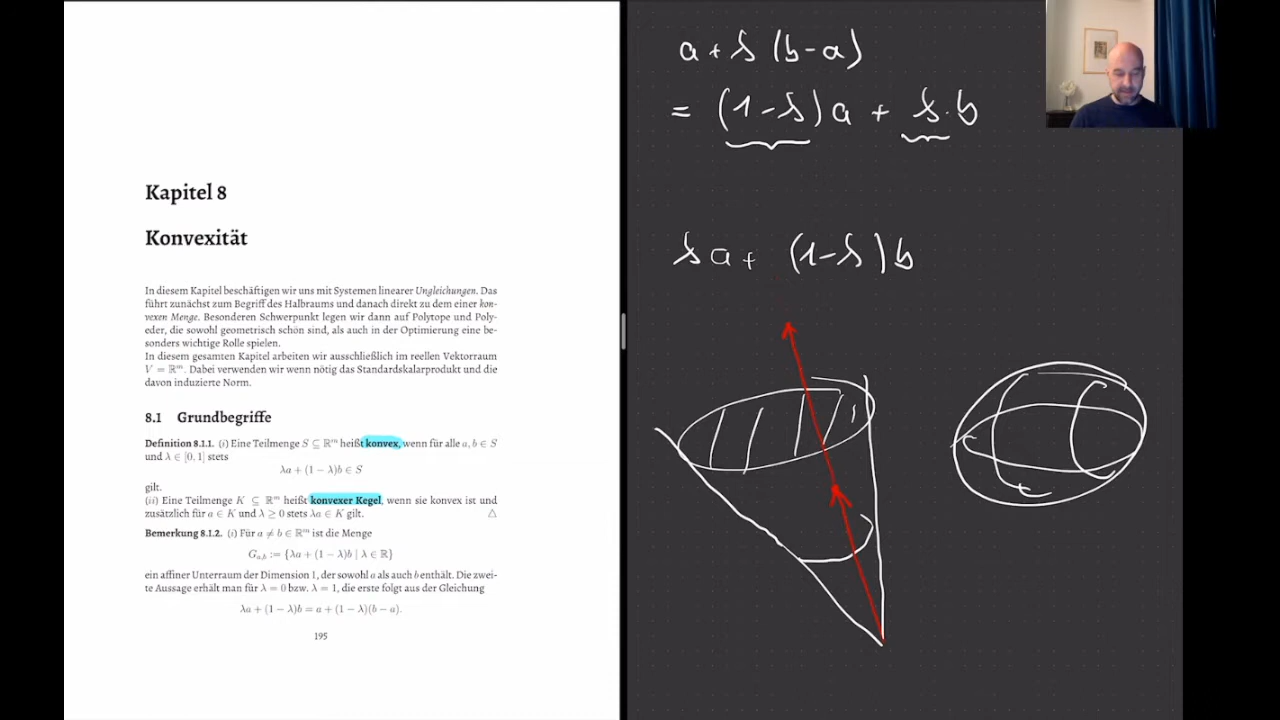 Kapitel 8
Konvexität
In diesem Kapitel beschäftigen wir uns mit Systemen linearer Ungleichungen. Das
führt zunächst zum Begriff des Halbraums und danach direkt zu dem einer kon-
vexen Menge. Besonderen Schwerpunkt legen wir dann auf Polytope und Poly-
eder, die sowohl geometrisch schön sind, als auch in der Optimierung eine be-
sonders wichtige Rolle spielen.
In diesem gesamten Kapitel arbeiten wir ausschließlich im reellen Vektorraum
V = ℝᵐ. Dabei verwenden wir wenn nötig das Standardskalarprodukt und die
davon induzierte Norm.
8.1 Grundbegriffe
Definition 8.1.1. (i) Eine Teilmenge S ⊆ ℝᵐ heißt konvex, wenn für alle a, b ∈ S
und λ ∈ [0, 1] stets
λa + (1 − λ)b ∈ S
gilt.
(ii) Eine Teilmenge K ⊆ ℝᵐ heißt konvexer Kegel, wenn sie konvex ist und
zusätzlich für a ∈ K und λ ≥ 0 stets λa ∈ K gilt. △
Bemerkung 8.1.2. (i) Für a ≠ b ∈ ℝᵐ ist die Menge
Gₐ,b := {λa + (1 − λ)b | λ ∈ ℝ}
ein affiner Unterraum der Dimension 1, der sowohl a als auch b enthält. Die zwei-
te Aussage erhält man für λ = 0 bzw. λ = 1, die erste folgt aus der Gleichung
λa + (1 − λ)b = a + (1 − λ)(b − a).
195
a + λ (b − a)
= (1 − λ) a + λ · b
λ a + (1 − λ) b